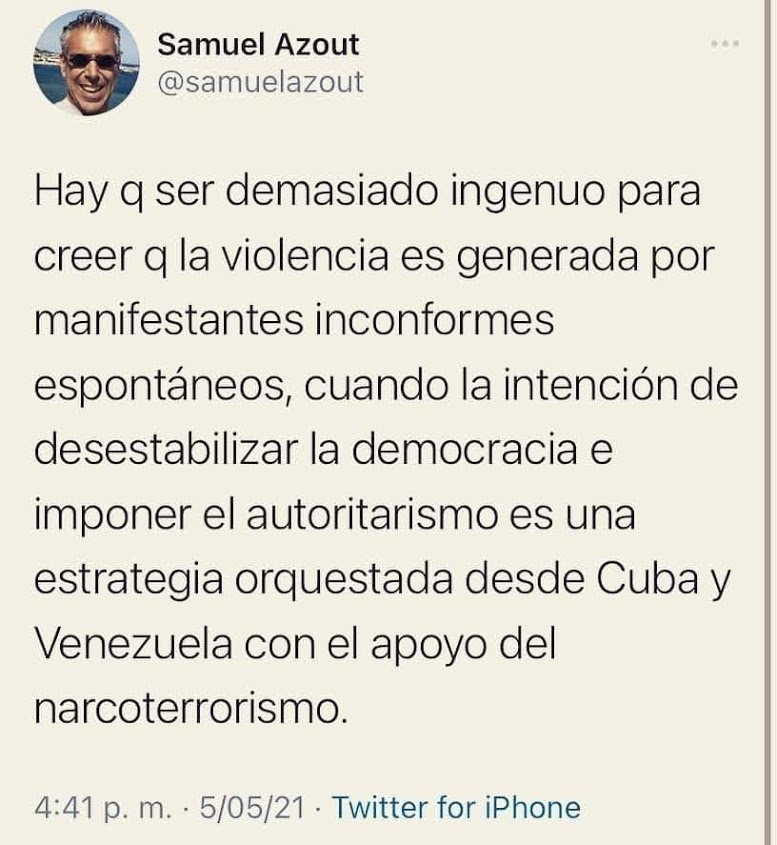 Samuel Azout
@samuelazout
Hay q ser demasiado ingenuo para
creer q la violencia es generada por
manifestantes inconformes
espontáneos, cuando la intención de
desestabilizar la democracia e
imponer el autoritarismo es una
estrategia orquestada desde Cuba y
Venezuela con el apoyo del
narcoterrorismo.
4:41 p. m. · 5/05/21 · Twitter for iPhone